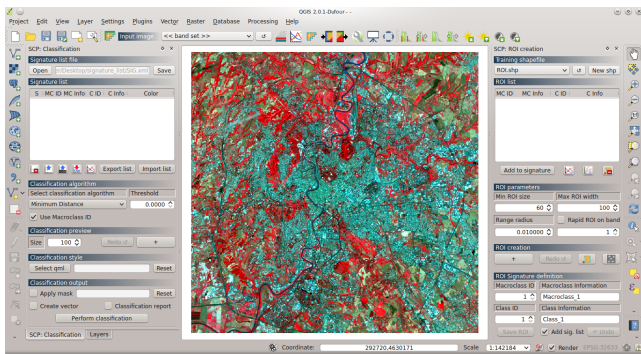 QGIS 2.0.1-Dufour - -
Project Edit View Layer Settings Plugins Vector Raster Database Processing Help
Input image: << band set >>
SCP: Classification
Signature list file
Open /Desktop/signature_list/SIG.xml Save
Signature list
S MC ID MC Info C ID C Info Color
Export list Import list
Classification algorithm
Select classification algorithm Threshold
Minimum Distance 0.0000
Use Macroclass ID
Classification preview
Size 100 Redo +
Classification style
Select qml Reset
Classification output
Apply mask Reset
Create vector Classification report
Perform classification
SCP: Classification Layers
SCP: ROI creation
Training shapefile
ROI.shp New shp
ROI list
MC ID MC Info C ID C Info
Add to signature
ROI parameters
Min ROI size Max ROI width
60 100
Range radius Rapid ROI on band
0.010000 1
ROI creation
+ Redo
ROI Signature definition
Macroclass ID Macroclass Information
1 Macroclass_1
Class ID Class Information
1 Class_1
Save ROI Add sig. list Undo
Coordinate: 292720,4630171 Scale 1:142184 Render EPSG:32633